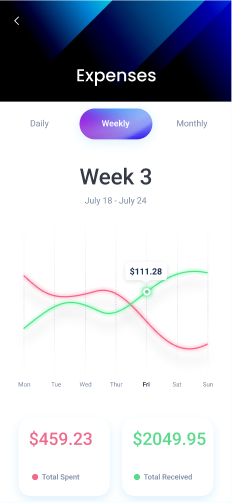 Expenses
Daily Weekly Monthly
Week 3
July 18 - July 24
$111.28
Mon Tue Wed Thur Fri Sat Sun
$459.23 $2049.95
Total Spent Total Received